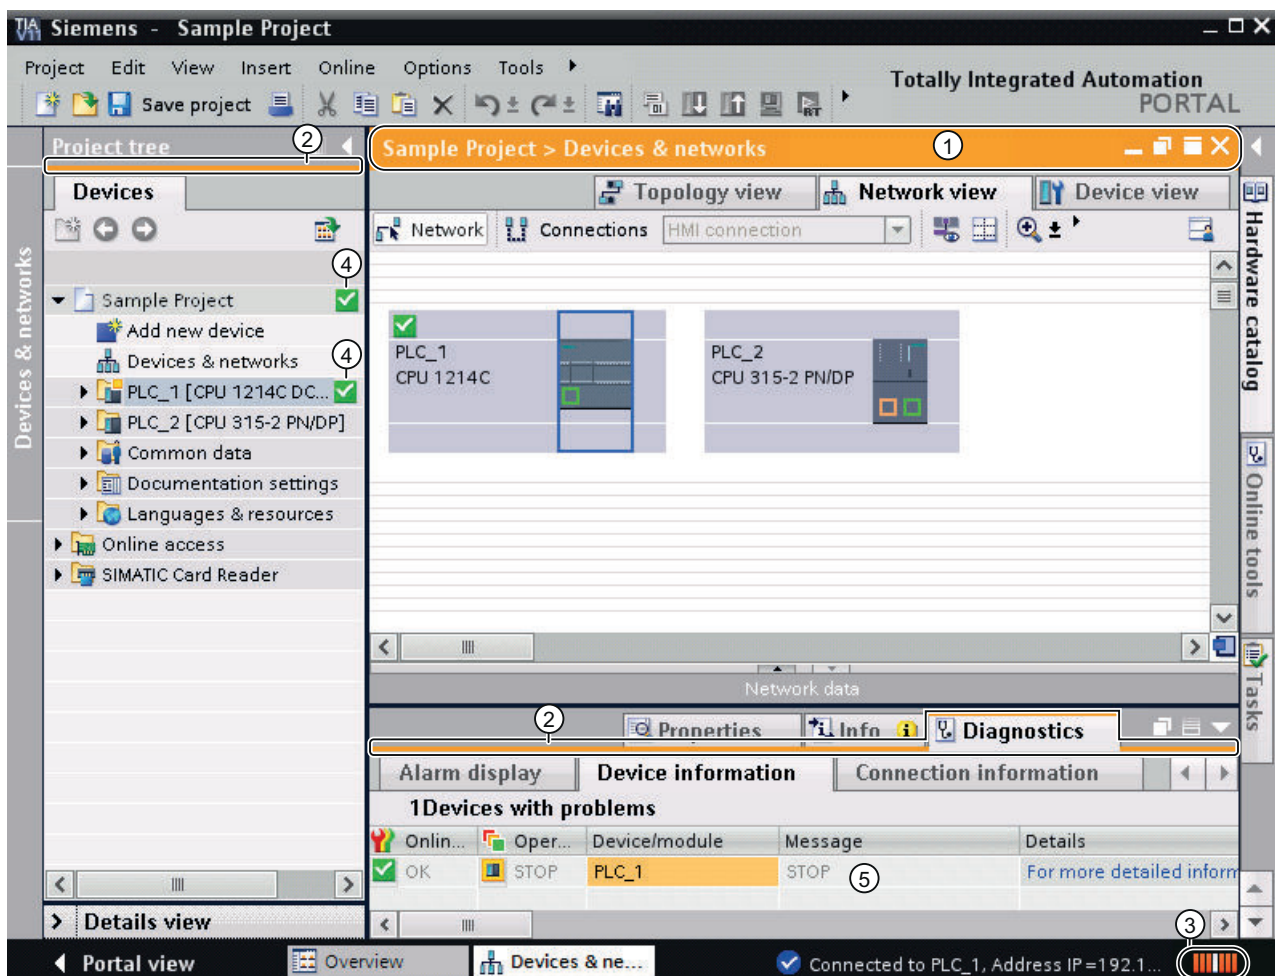 TIA V11 Siemens - Sample Project
Project Edit View Insert Online Options Tools
Totally Integrated Automation
PORTAL
Save project
Project tree
2
Sample Project > Devices & networks
1
Devices
Topology view Network view Device view
Network Connections HMI connection
4
Sample Project
Add new device
Devices & networks
4
PLC_1 [CPU 1214C DC...
PLC_2 [CPU 315-2 PN/DP]
Common data
Documentation settings
Languages & resources
Online access
SIMATIC Card Reader
Details view
Devices & networks
PLC_1
CPU 1214C
PLC_2
CPU 315-2 PN/DP
Network data
2
Properties Info Diagnostics
Alarm display Device information Connection information
1Devices with problems
Onlin... Oper... Device/module Message Details
OK STOP PLC_1 STOP For more detailed inform
5
Hardware catalog
Online tools
Tasks
3
Portal view Overview Devices & ne... Connected to PLC_1, Address IP=192.1...